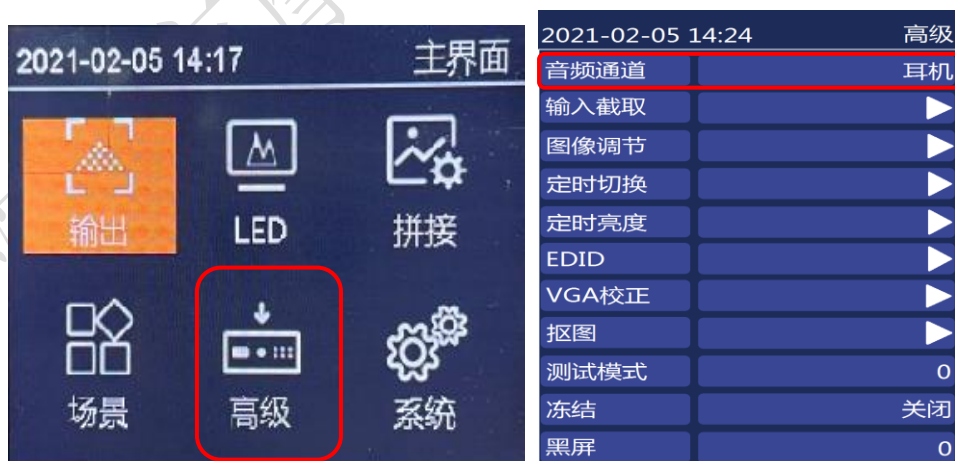 2021-02-05 14:17 主界面
输出 LED 拼接
场景 高级 系统
2021-02-05 14:24 高级
音频通道 耳机
输入截取
图像调节
定时切换
定时亮度
EDID
VGA校正
抠图
测试模式 0
冻结 关闭
黑屏 0